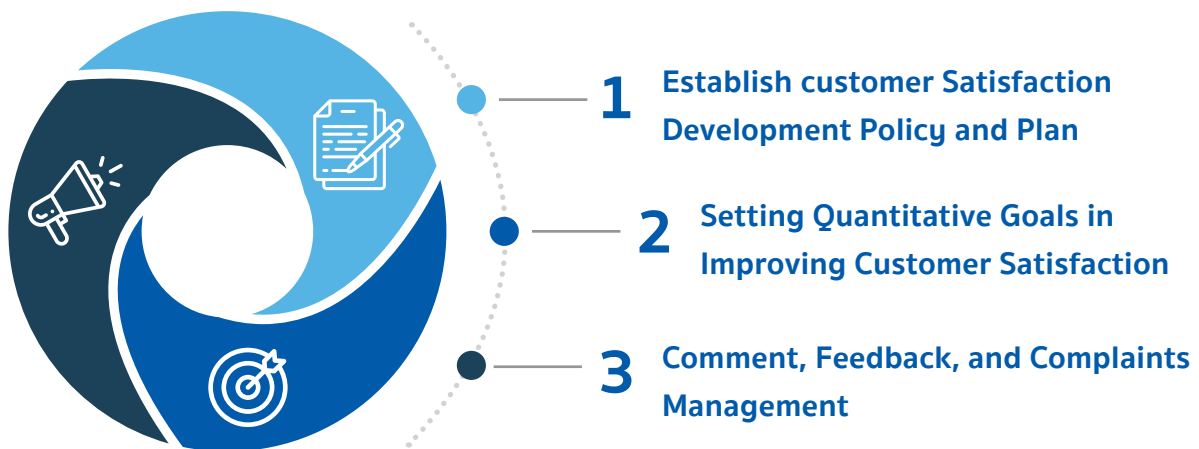 1
Establish customer Satisfaction
Development Policy and Plan
2
Setting Quantitative Goals in
Improving Customer Satisfaction
3
Comment, Feedback, and Complaints
Management